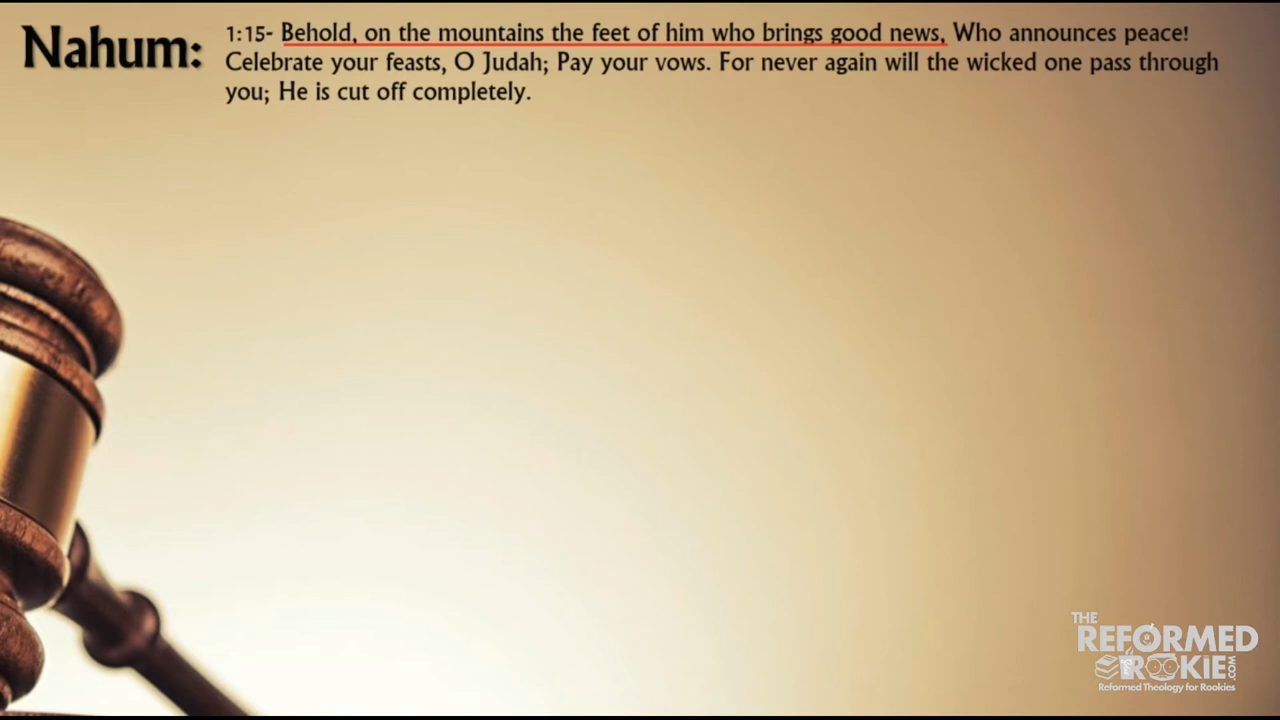 Nahum:
1:15- Behold, on the mountains the feet of him who brings good news, Who announces peace!
Celebrate your feasts, O Judah; Pay your vows. For never again will the wicked one pass through
you; He is cut off completely.
THE
REFORMED
ROOKIE.COM
Reformed Theology for Rookies